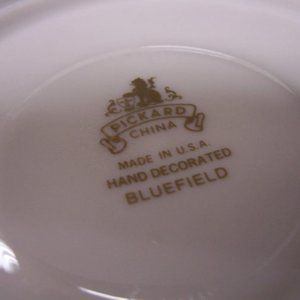 PICKARD
CHINA
MADE IN U.S.A.
HAND DECORATED
BLUEFIELD